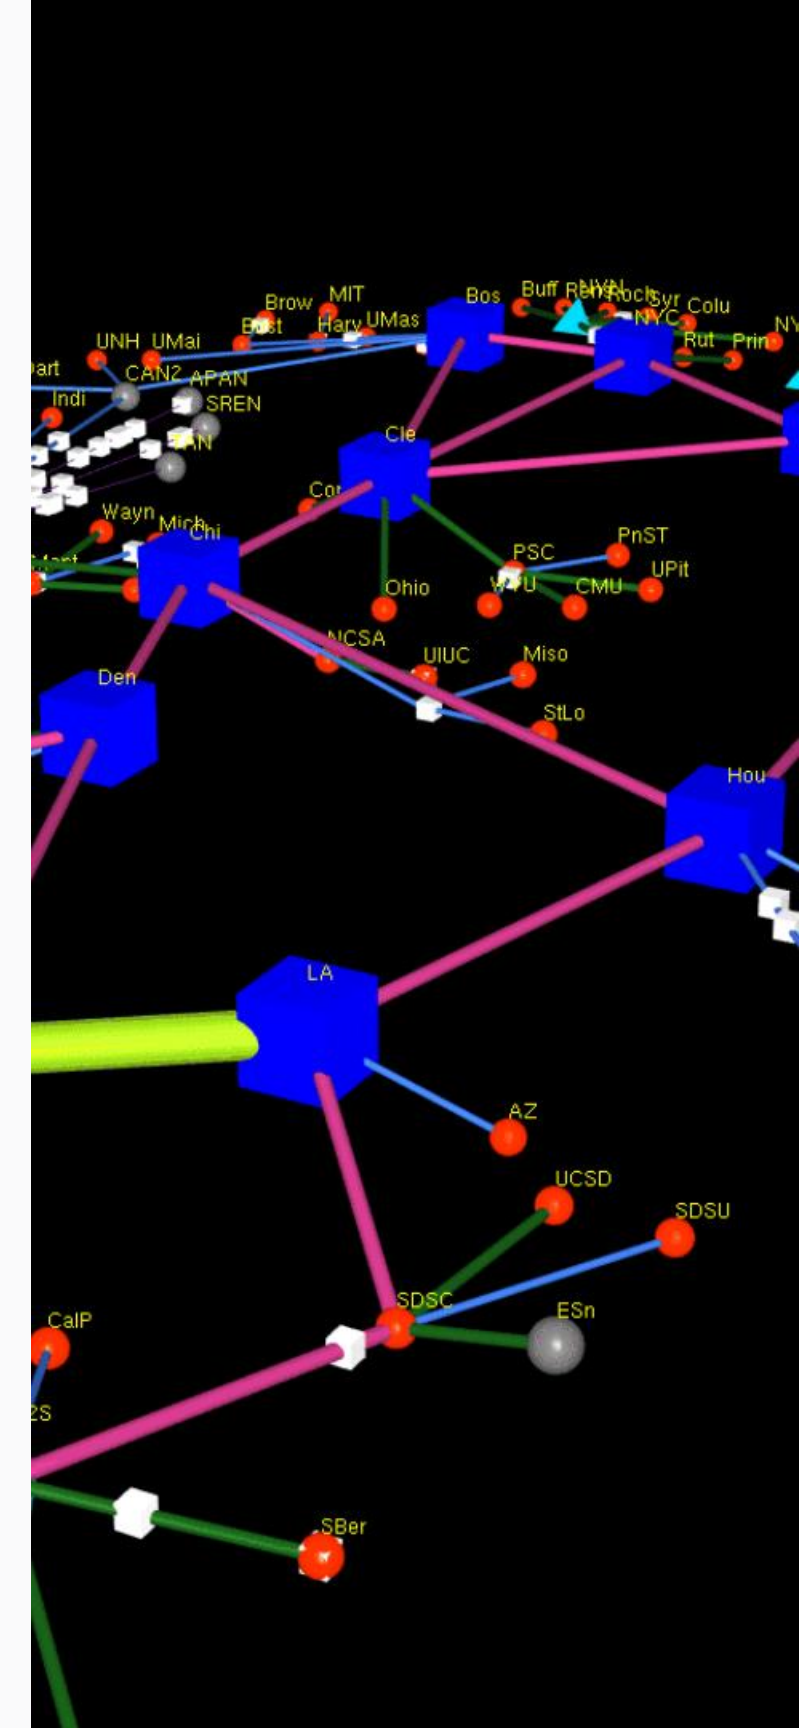 Bos
Buff
Roch
Syr
Colu
NYC
Rut
Prin
Brow
MIT
Harv
UMas
UNH
UMai
CAN2
APAN
Indi
SREN
Cle
Wayn
Mich
Chi
PnST
PSC
UPit
CMU
Ohio
NCSA
UIUC
Miso
StLo
Den
Hou
LA
AZ
UCSD
SDSU
SDSC
ESn
CalP
SBer